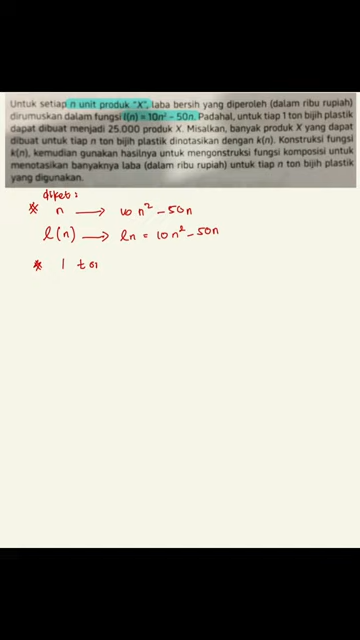 Untuk setiap n unit produk "X", laba bersih yang diperoleh (dalam ribu rupiah)
dirumuskan dalam fungsi l(n) = 10n² – 50n. Padahal, untuk tiap 1 ton bijih plastik
dapat dibuat menjadi 25.000 produk X. Misalkan, banyak produk X yang dapat
dibuat untuk tiap n ton bijih plastik dinotasikan dengan k(n). Konstruksi fungsi
k(n), kemudian gunakan hasilnya untuk mengonstruksi fungsi komposisi untuk
menotasikan banyaknya laba (dalam ribu rupiah) untuk tiap n ton bijih plastik
yang digunakan.
diket :
* n → 10 n² – 50n
l(n) → ln = 10n² – 50n
* 1 ton